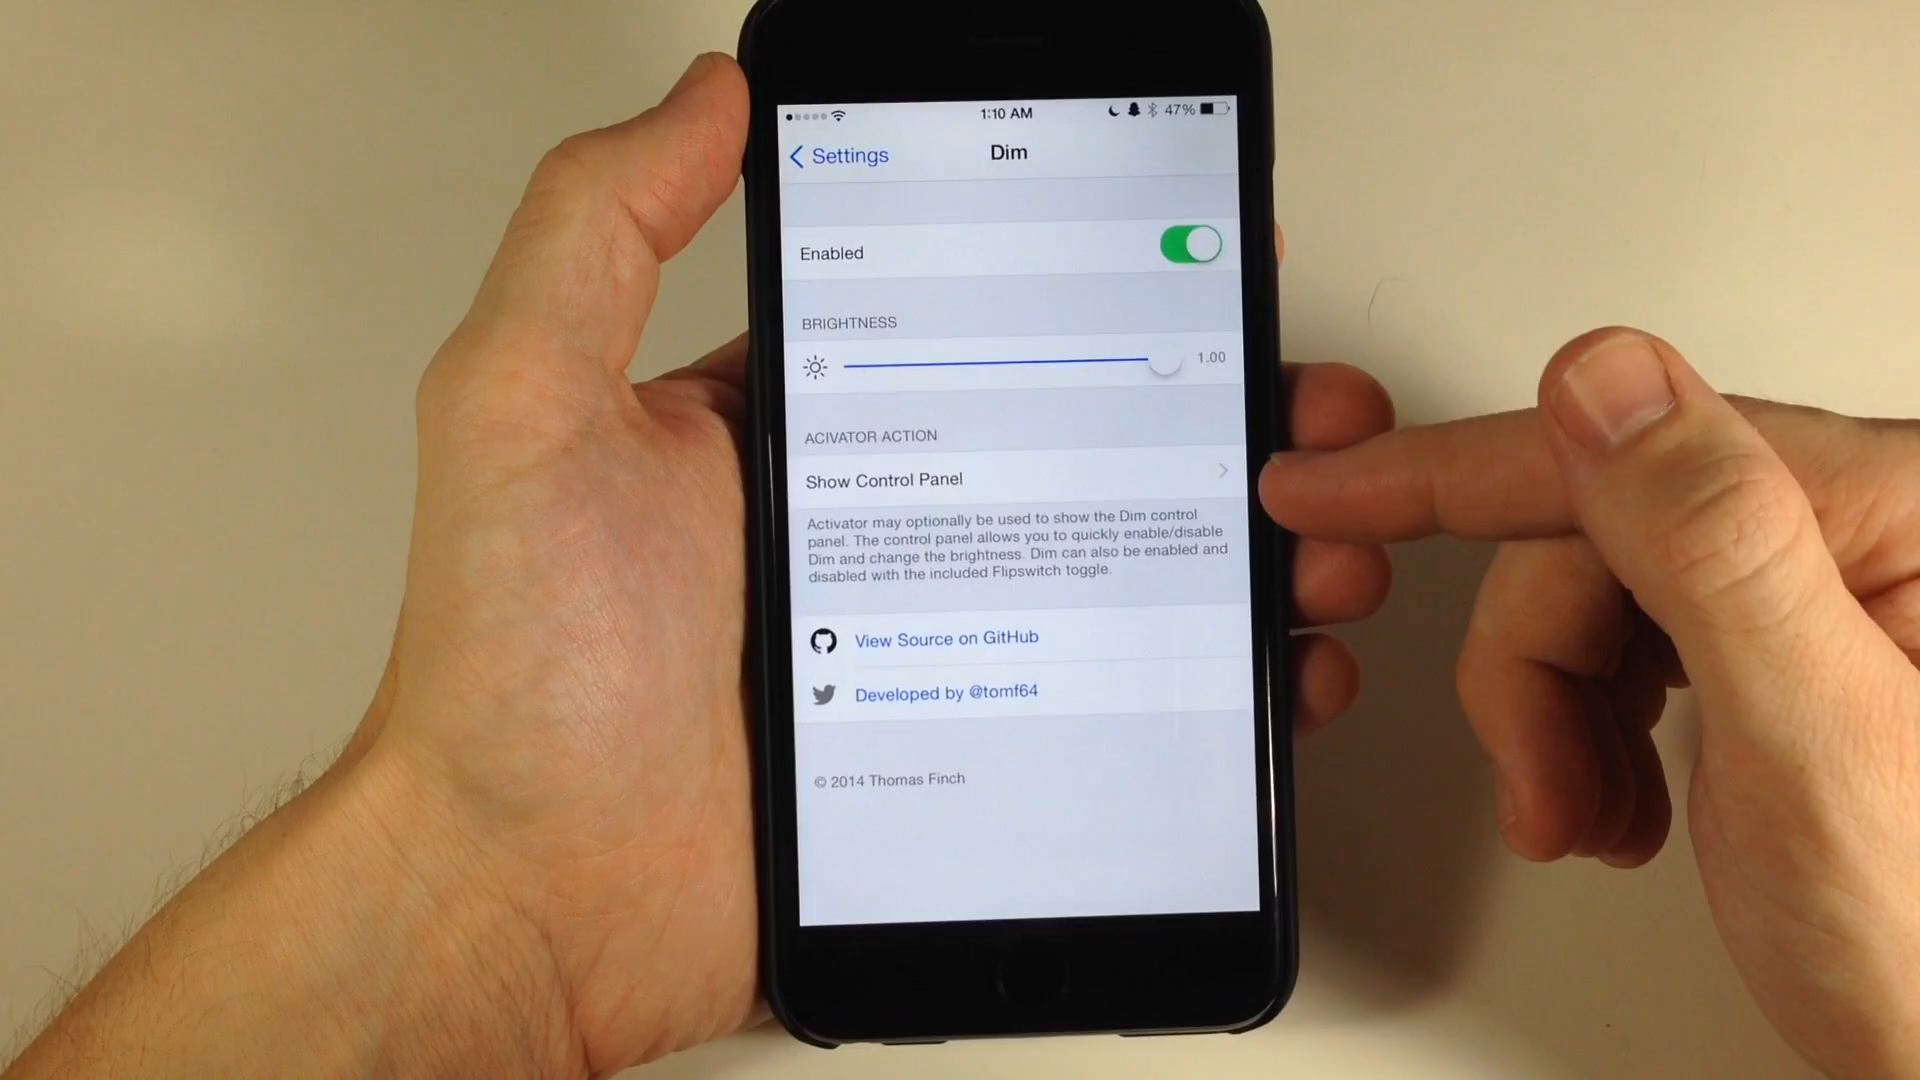 1:10 AM
47%
Settings
Dim
Enabled
BRIGHTNESS
1.00
ACIVATOR ACTION
Show Control Panel
Activator may optionally be used to show the Dim control
panel. The control panel allows you to quickly enable/disable
Dim and change the brightness. Dim can also be enabled and
disabled with the included Flipswitch toggle.
View Source on GitHub
Developed by @tomf64
© 2014 Thomas Finch